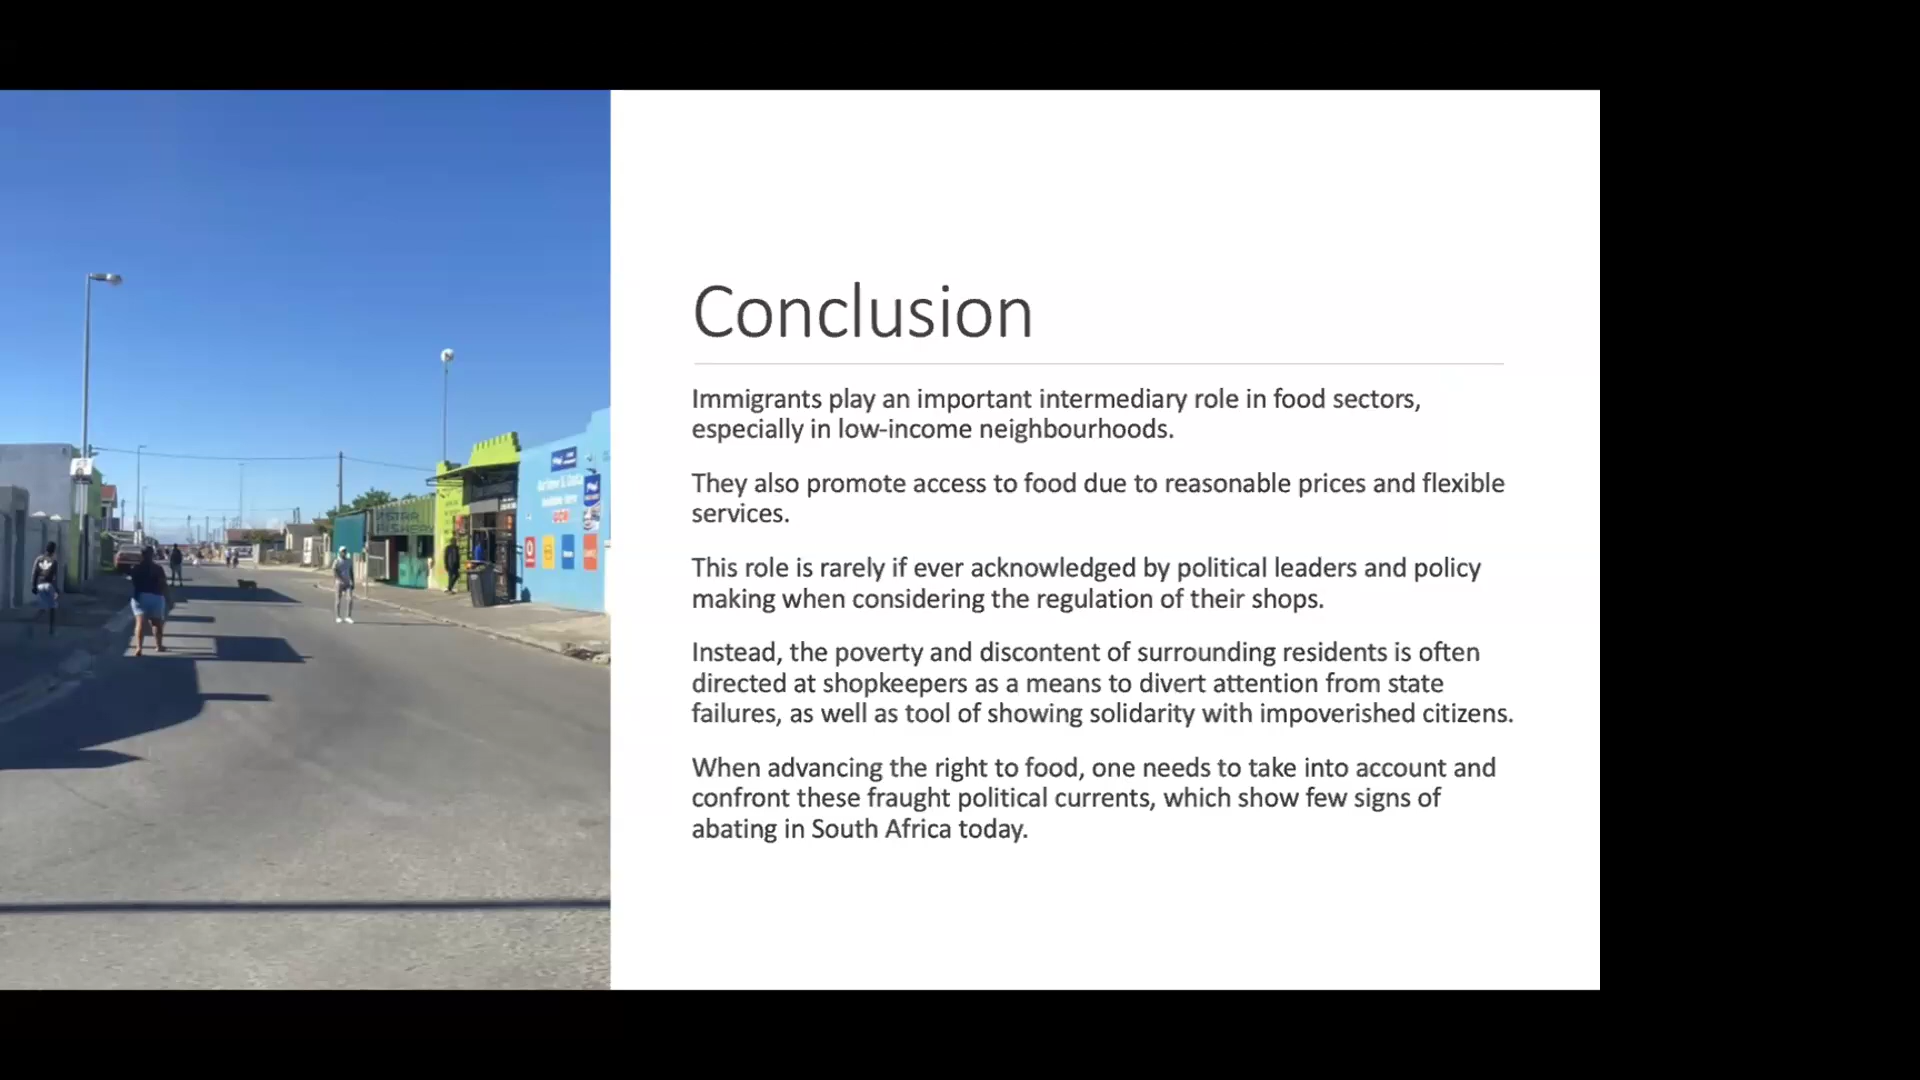 Conclusion
Immigrants play an important intermediary role in food sectors,
especially in low-income neighbourhoods.
They also promote access to food due to reasonable prices and flexible
services.
This role is rarely if ever acknowledged by political leaders and policy
making when considering the regulation of their shops.
Instead, the poverty and discontent of surrounding residents is often
directed at shopkeepers as a means to divert attention from state
failures, as well as tool of showing solidarity with impoverished citizens.
When advancing the right to food, one needs to take into account and
confront these fraught political currents, which show few signs of
abating in South Africa today.